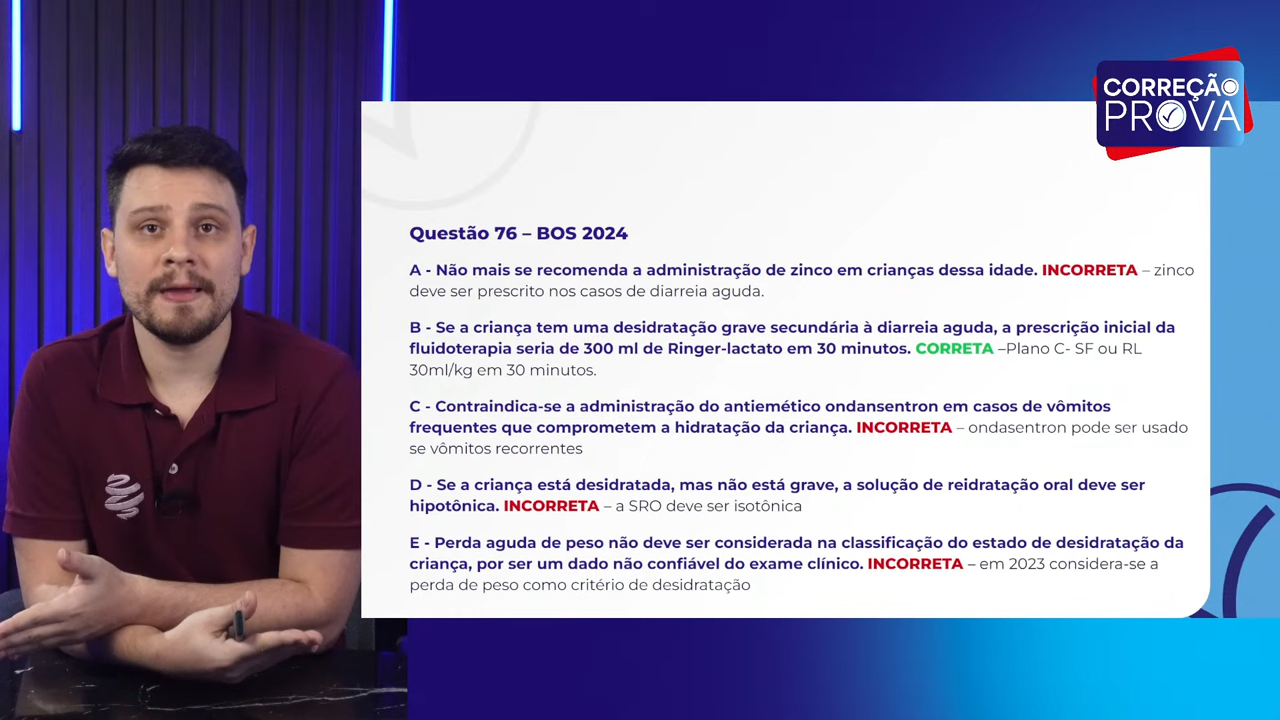 CORREÇÃO
PROVA
Questão 76 – BOS 2024
A - Não mais se recomenda a administração de zinco em crianças dessa idade. INCORRETA – zinco
deve ser prescrito nos casos de diarreia aguda.
B - Se a criança tem uma desidratação grave secundária à diarreia aguda, a prescrição inicial da
fluidoterapia seria de 300 ml de Ringer-lactato em 30 minutos. CORRETA –Plano C- SF ou RL
30ml/kg em 30 minutos.
C - Contraindica-se a administração do antiemético ondansentron em casos de vômitos
frequentes que comprometem a hidratação da criança. INCORRETA – ondasentron pode ser usado
se vômitos recorrentes
D - Se a criança está desidratada, mas não está grave, a solução de reidratação oral deve ser
hipotônica. INCORRETA – a SRO deve ser isotônica
E - Perda aguda de peso não deve ser considerada na classificação do estado de desidratação da
criança, por ser um dado não confiável do exame clínico. INCORRETA – em 2023 considera-se a
perda de peso como critério de desidratação